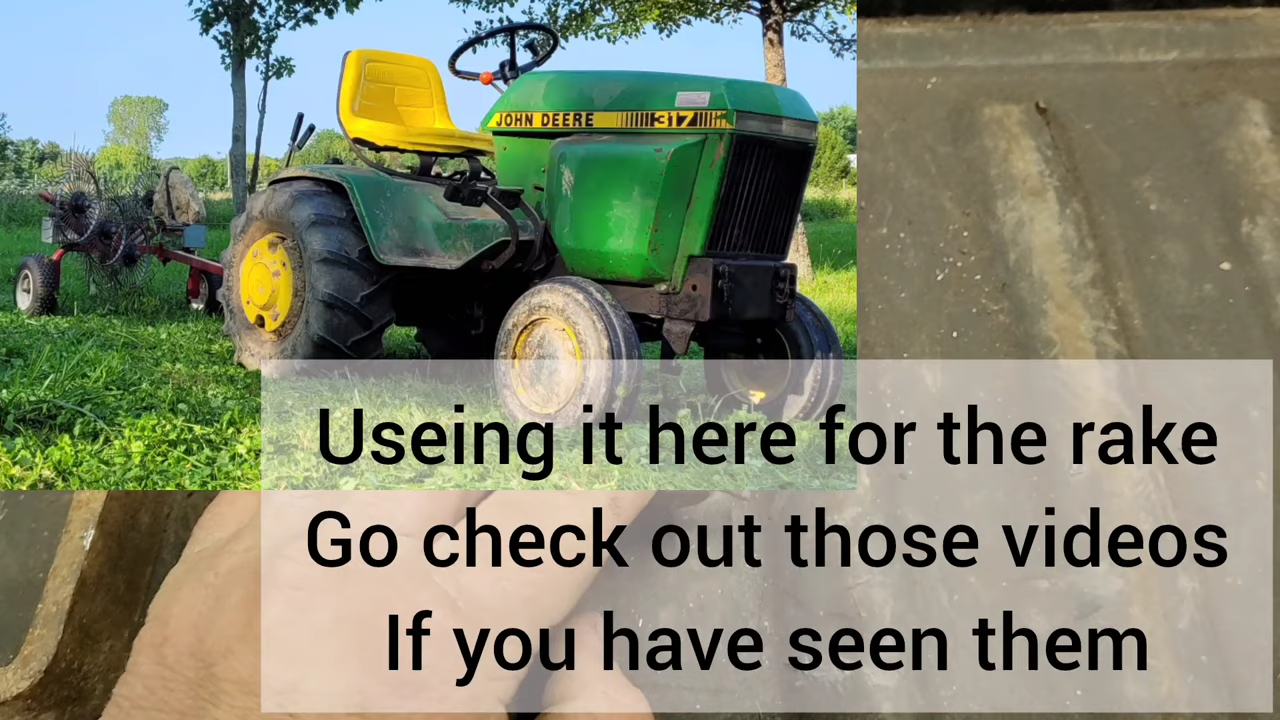 JOHN DEERE 317
Useing it here for the rake
Go check out those videos
If you have seen them